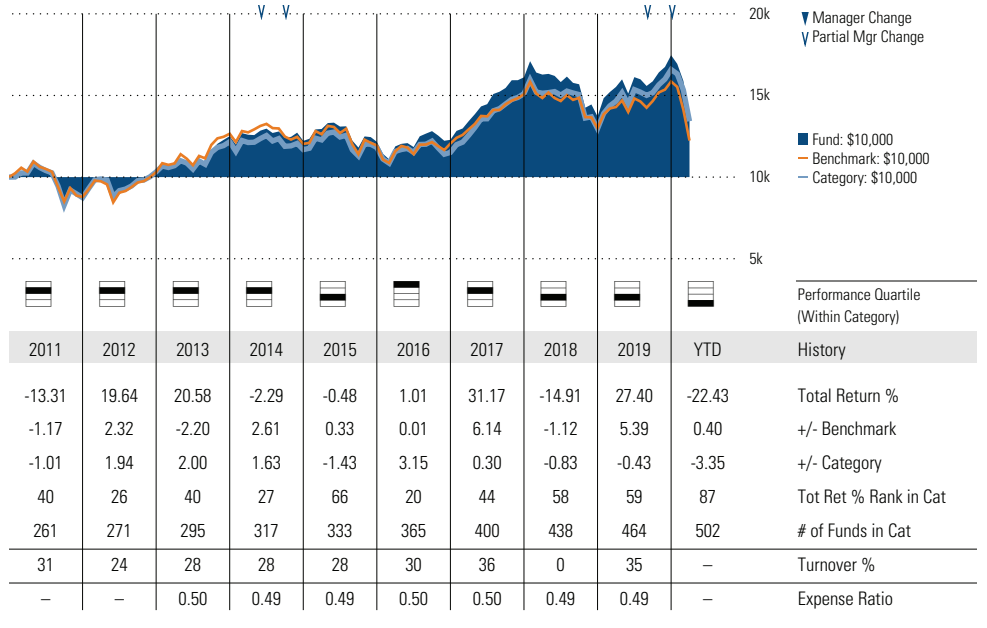 20k
▼ Manager Change
Partial Mgr Change
15k
Fund: $10,000
Benchmark: $10,000
Category: $10,000
10k
5k
Performance Quartile
(Within Category)
2011 2012 2013 2014 2015 2016 2017 2018 2019 YTD History
-13.31 19.64 20.58 -2.29 -0.48 1.01 31.17 -14.91 27.40 -22.43 Total Return %
-1.17 2.32 -2.20 2.61 0.33 0.01 6.14 -1.12 5.39 0.40 +/- Benchmark
-1.01 1.94 2.00 1.63 -1.43 3.15 0.30 -0.83 -0.43 -3.35 +/- Category
40 26 40 27 66 20 44 58 59 87 Tot Ret % Rank in Cat
261 271 295 317 333 365 400 438 464 502 # of Funds in Cat
31 24 28 28 28 30 36 0 35 – Turnover %
– – 0.50 0.49 0.49 0.50 0.50 0.49 0.49 – Expense Ratio